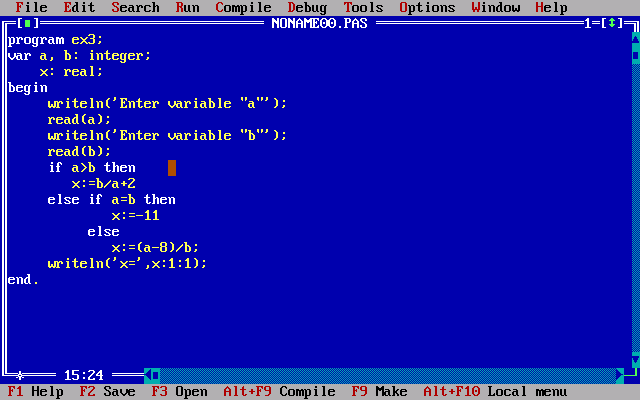 File Edit Search Run Compile Debug Tools Options Window Help
[■] NONAME00.PAS 1=[↕]
program ex3;
var a, b: integer;
x: real;
begin
writeln('Enter variable "a"');
read(a);
writeln('Enter variable "b"');
read(b);
if a>b then
x:=b/a+2
else if a=b then
x:=-11
else
x:=(a-8)/b;
writeln('x=',x:1:1);
end.
15:24
F1 Help F2 Save F3 Open Alt+F9 Compile F9 Make Alt+F10 Local menu